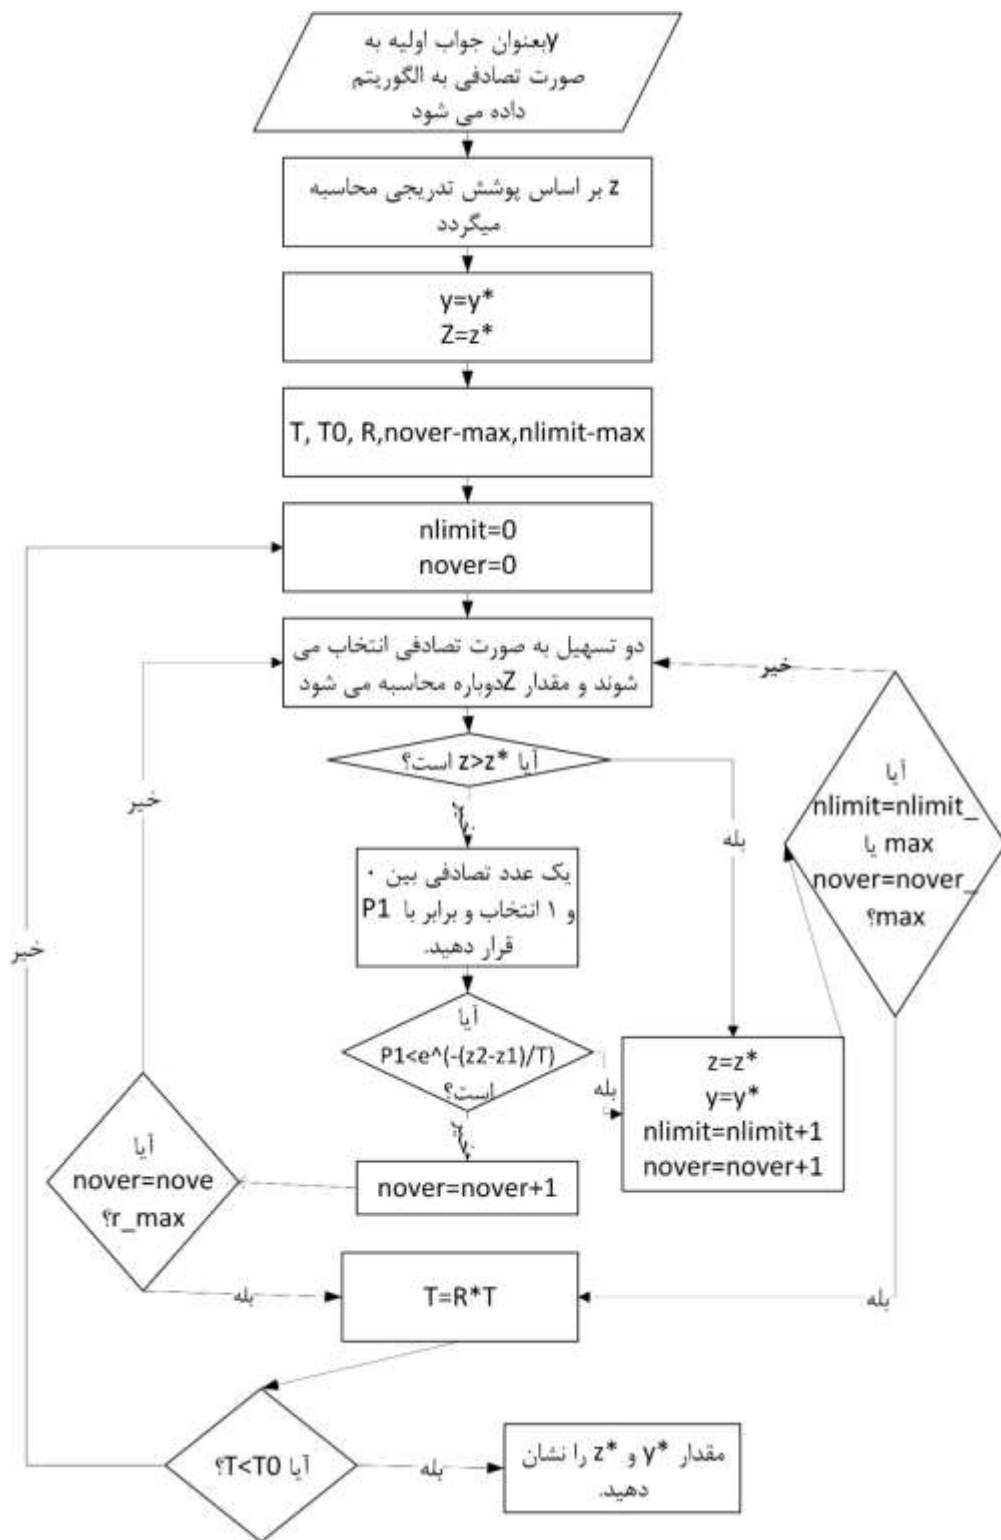 yبعنوان جواب اولیه به
صورت تصادفی به الگوریتم
داده می شود
z بر اساس پوشش تدریجی محاسبه
میگردد
y=y*
Z=z*
T, T0, R,nover-max,nlimit-max
nlimit=0
nover=0
دو تسهیل به صورت تصادفی انتخاب می
شوند و مقدار Zدوباره محاسبه می شود
آیا z>z* است؟
خیر
بله
یک عدد تصادفی بین ۰
و ۱ انتخاب و برابر با P1
قرار دهید.
آیا
P1<e^(-(z2-z1)/T)
است؟
بله
خیر
z=z*
y=y*
nlimit=nlimit+1
nover=nover+1
آیا
nlimit=nlimit_
max یا
nover=nover_
max؟
خیر
بله
nover=nover+1
آیا
nover=nove
r_max؟
خیر
بله
T=R*T
آیا T<T0؟
خیر
بله
مقدار y* و z* را نشان
دهید.